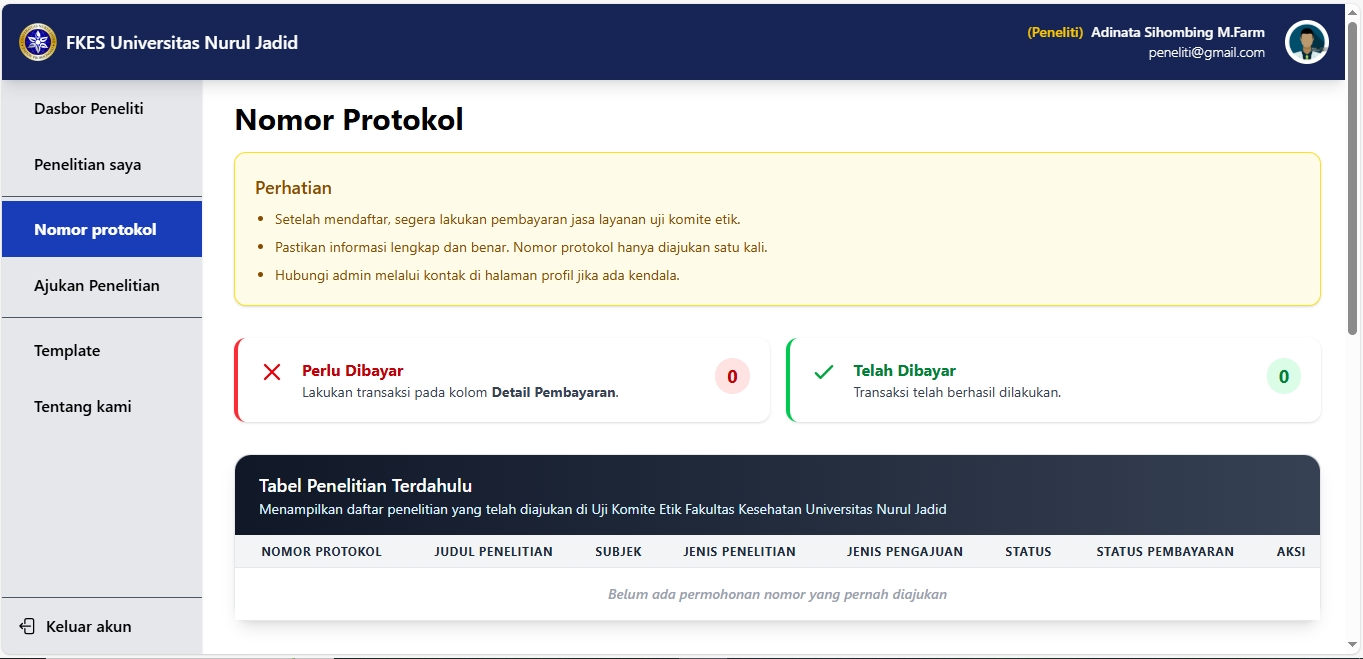 FKES Universitas Nurul Jadid
(Peneliti) Adinata Sihombing M.Farm
peneliti@gmail.com
Dasbor Peneliti
Penelitian saya
Nomor protokol
Ajukan Penelitian
Template
Tentang kami
Keluar akun
Nomor Protokol
Perhatian
• Setelah mendaftar, segera lakukan pembayaran jasa layanan uji komite etik.
• Pastikan informasi lengkap dan benar. Nomor protokol hanya diajukan satu kali.
• Hubungi admin melalui kontak di halaman profil jika ada kendala.
Perlu Dibayar
Lakukan transaksi pada kolom Detail Pembayaran.
0
Telah Dibayar
Transaksi telah berhasil dilakukan.
0
Tabel Penelitian Terdahulu
Menampilkan daftar penelitian yang telah diajukan di Uji Komite Etik Fakultas Kesehatan Universitas Nurul Jadid
NOMOR PROTOKOL JUDUL PENELITIAN SUBJEK JENIS PENELITIAN JENIS PENGAJUAN STATUS STATUS PEMBAYARAN AKSI
Belum ada permohonan nomor yang pernah diajukan